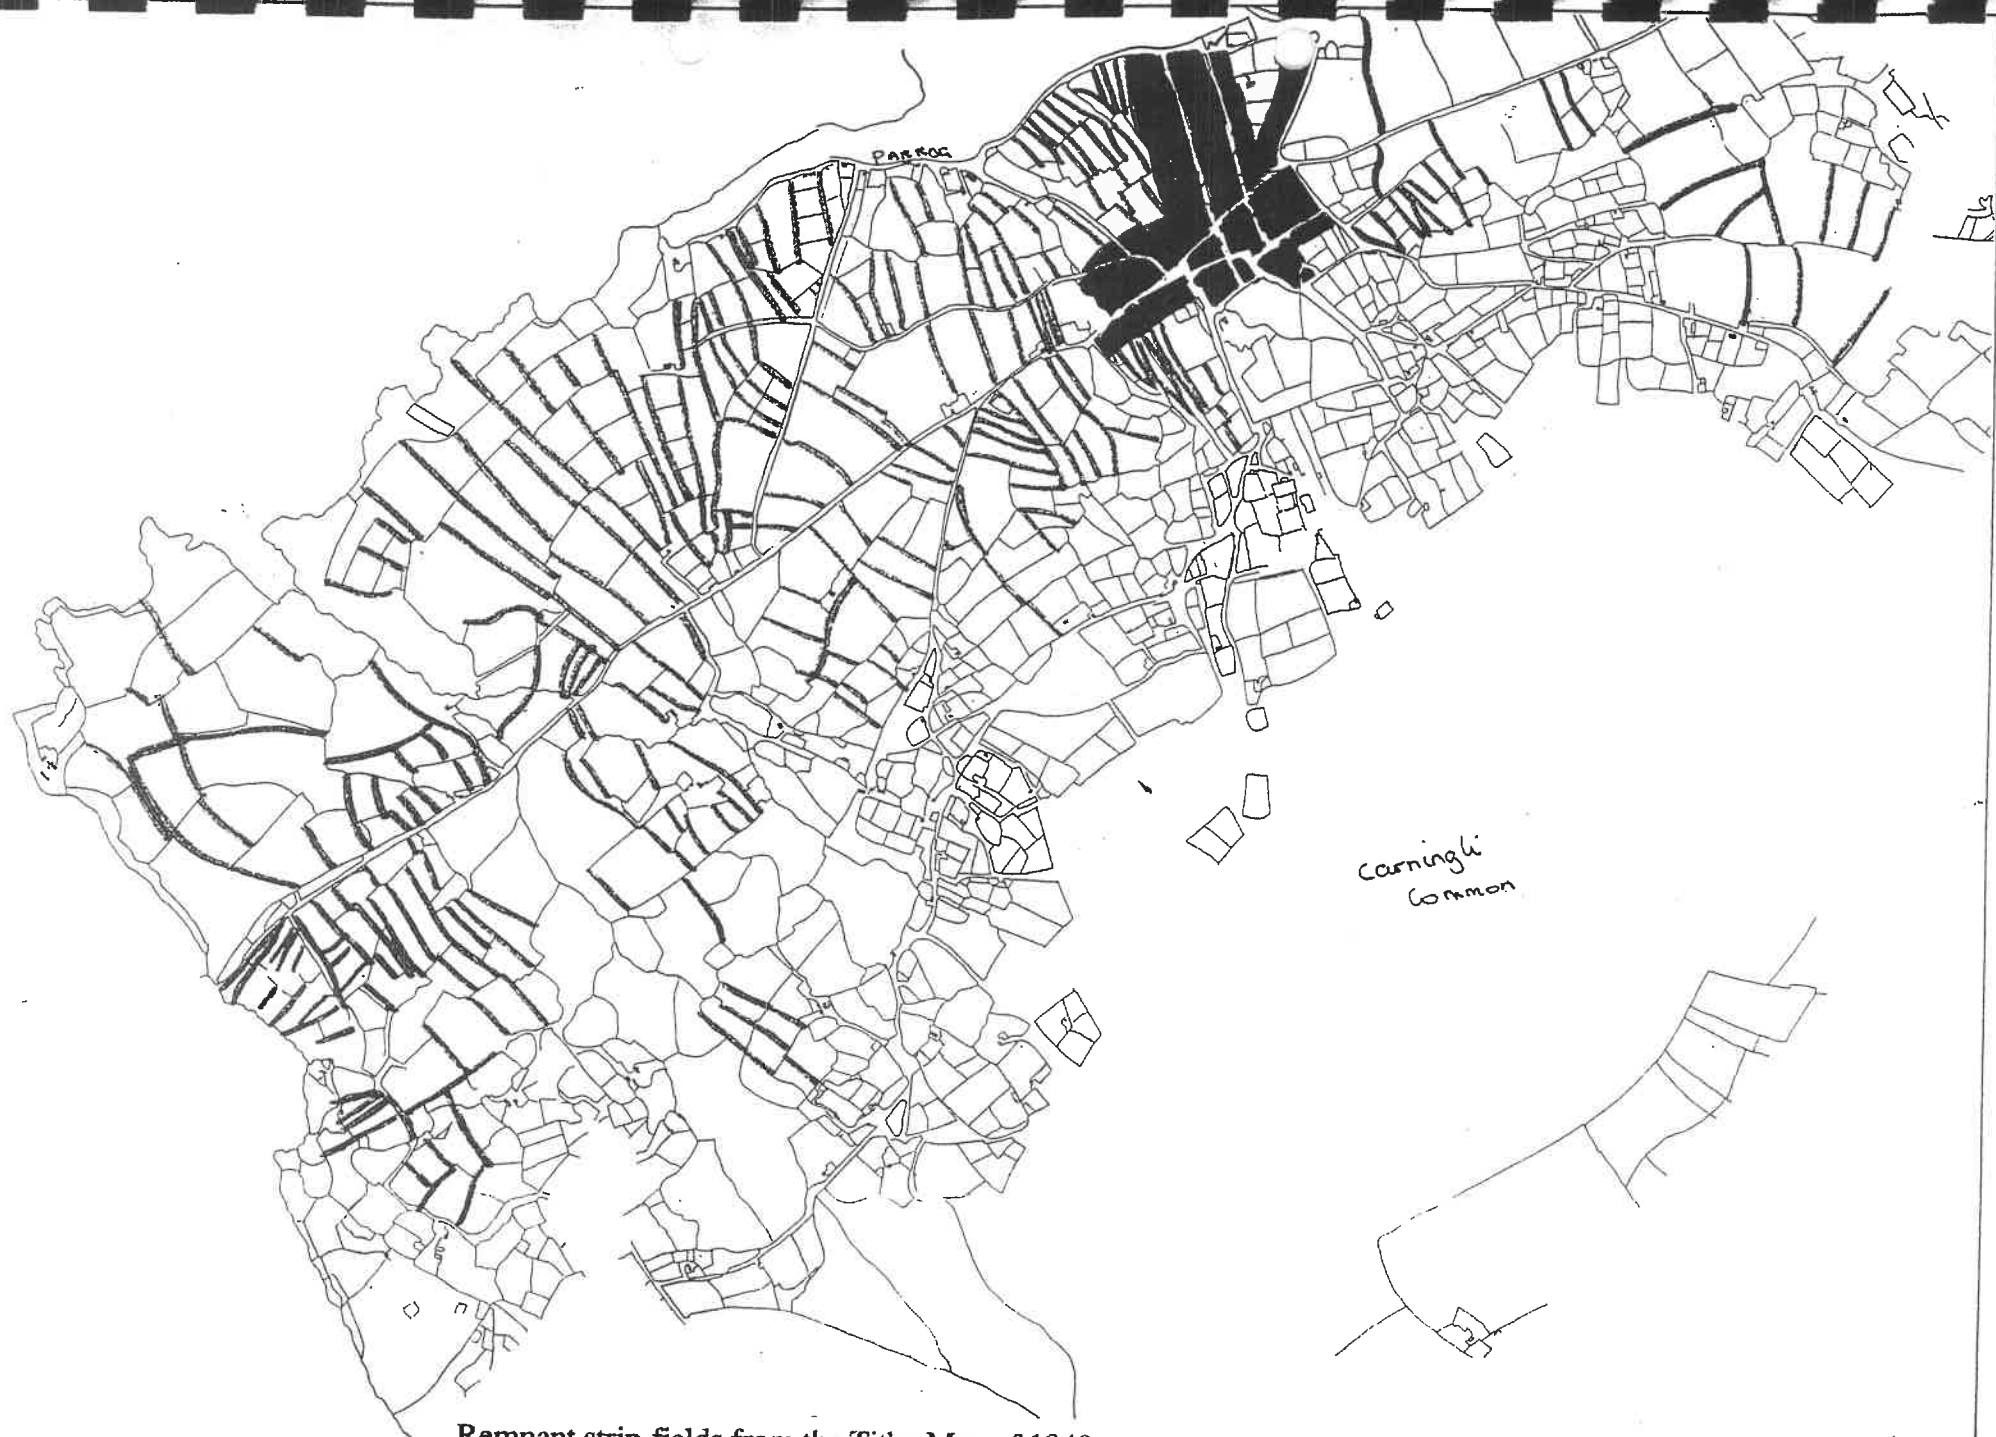 PARROG
Carningli
Common
Remnant strip fields from the Tithe Map of 1840